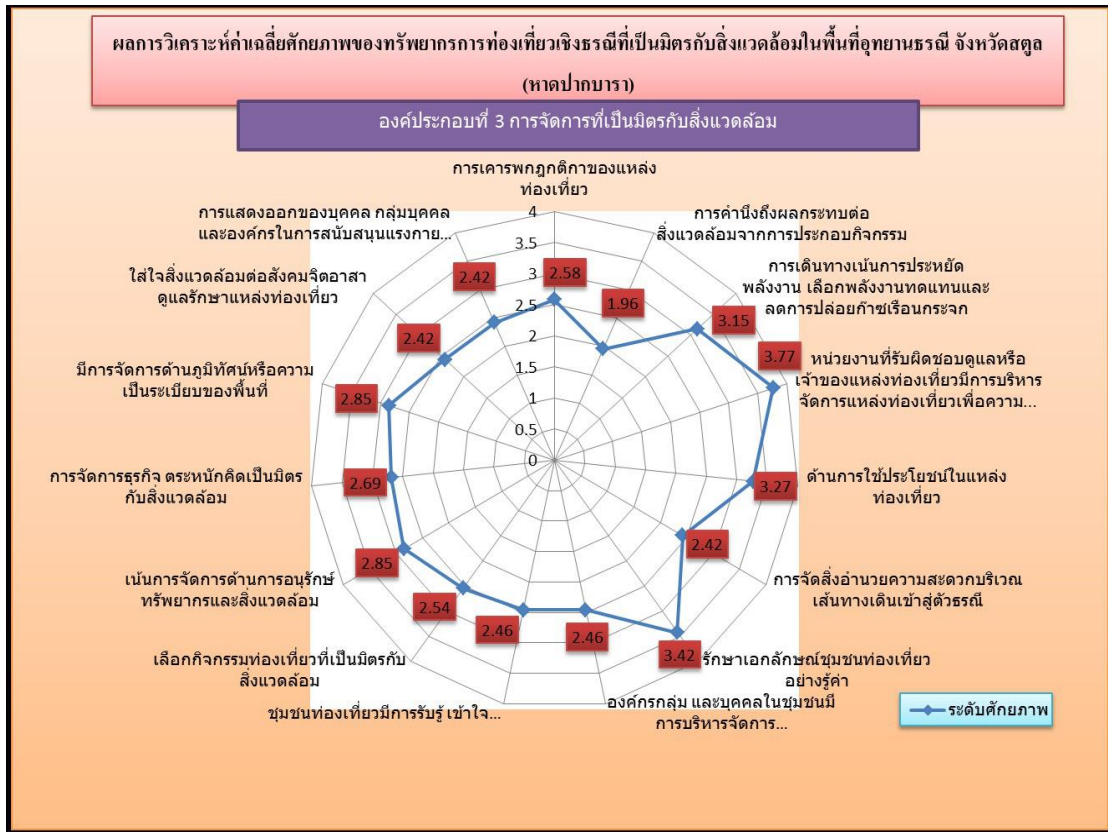 ผลการวิเคราะห์ค่าเฉลี่ยศักยภาพของทรัพยากรการท่องเที่ยวเชิงธรณีที่เป็นมิตรกับสิ่งแวดล้อมในพื้นที่อุทยานธรณี จังหวัดสตูล
(หาดปากบารา)
องค์ประกอบที่ 3 การจัดการที่เป็นมิตรกับสิ่งแวดล้อม
การเคารพกฎกติกาของแหล่ง
ท่องเที่ยว
การคำนึงถึงผลกระทบต่อ
สิ่งแวดล้อมจากการประกอบกิจกรรม
การเดินทางเน้นการประหยัด
พลังงาน เลือกพลังงานทดแทนและ
ลดการปล่อยก๊าซเรือนกระจก
หน่วยงานที่รับผิดชอบดูแลหรือ
เจ้าของแหล่งท่องเที่ยวมีการบริหาร
จัดการแหล่งท่องเที่ยวเพื่อความ...
ด้านการใช้ประโยชน์ในแหล่ง
ท่องเที่ยว
การจัดสิ่งอำนวยความสะดวกบริเวณ
เส้นทางเดินเข้าสู่ตัวธรณี
รักษาเอกลักษณ์ชุมชนท่องเที่ยว
อย่างรู้ค่า
องค์กรกลุ่ม และบุคคลในชุมชนมี
การบริหารจัดการ...
ชุมชนท่องเที่ยวมีการรับรู้ เข้าใจ...
เลือกกิจกรรมท่องเที่ยวที่เป็นมิตรกับ
สิ่งแวดล้อม
เน้นการจัดการด้านการอนุรักษ์
ทรัพยากรและสิ่งแวดล้อม
การจัดการธุรกิจ ตระหนักคิดเป็นมิตร
กับสิ่งแวดล้อม
มีการจัดการด้านภูมิทัศน์หรือความ
เป็นระเบียบของพื้นที่
ใส่ใจสิ่งแวดล้อมต่อสังคมจิตอาสา
ดูแลรักษาแหล่งท่องเที่ยว
การแสดงออกของบุคคล กลุ่มบุคคล
และองค์กรในการสนับสนุนแรงกาย...
4
3.5
3
2.5
2
1.5
1
0.5
0
2.58
1.96
3.15
3.77
3.27
2.42
3.42
2.46
2.46
2.54
2.85
2.69
2.85
2.42
2.42
ระดับศักยภาพ